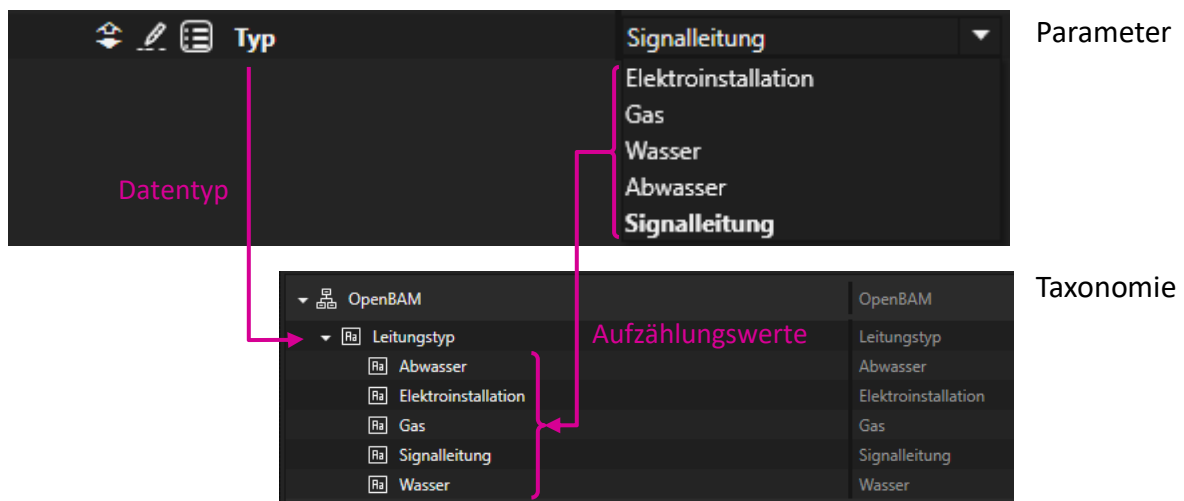 Typ Signalleitung Parameter
Elektroinstallation
Gas
Wasser
Datentyp Abwasser
Signalleitung
OpenBAM OpenBAM Taxonomie
Leitungstyp Aufzählungswerte Leitungstyp
Abwasser Abwasser
Elektroinstallation Elektroinstallation
Gas Gas
Signalleitung Signalleitung
Wasser Wasser